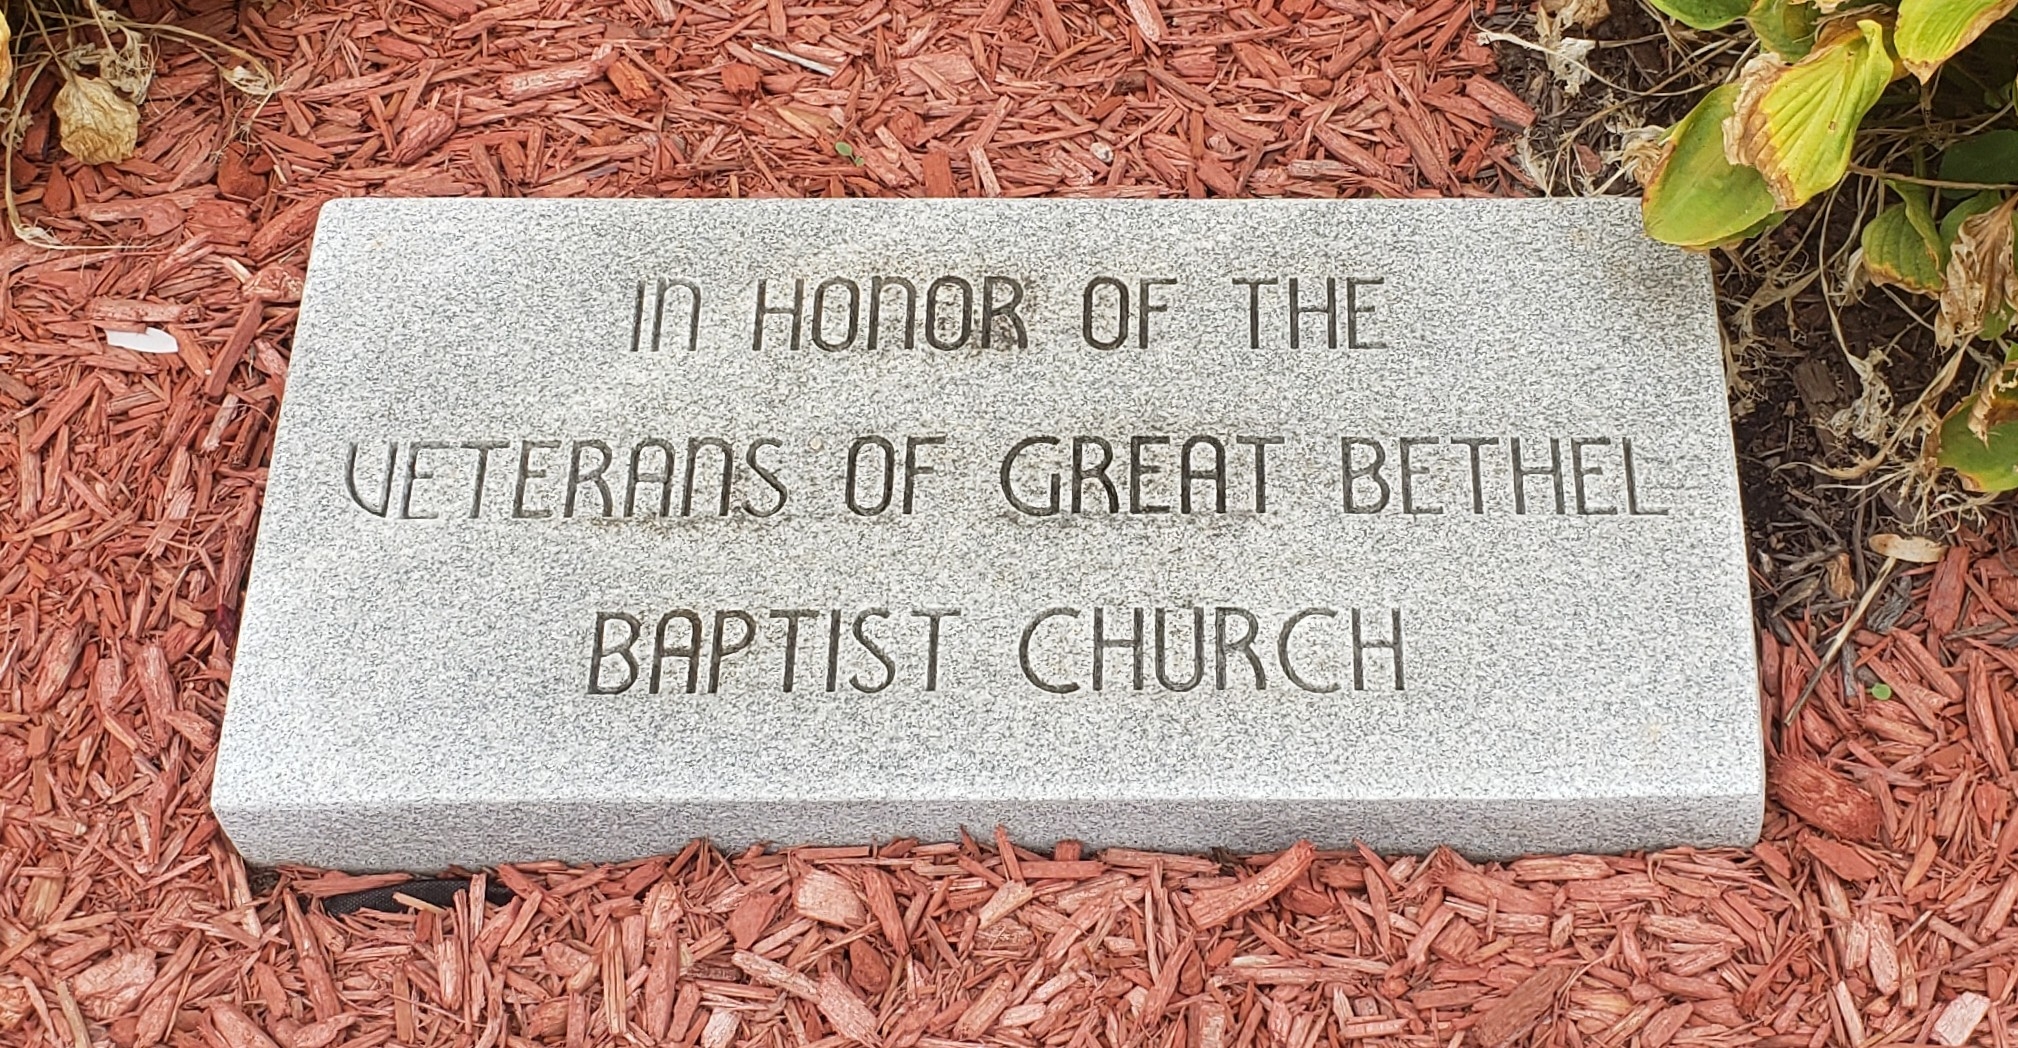 IN HONOR OF THE
VETERANS OF GREAT BETHEL
BAPTIST CHURCH